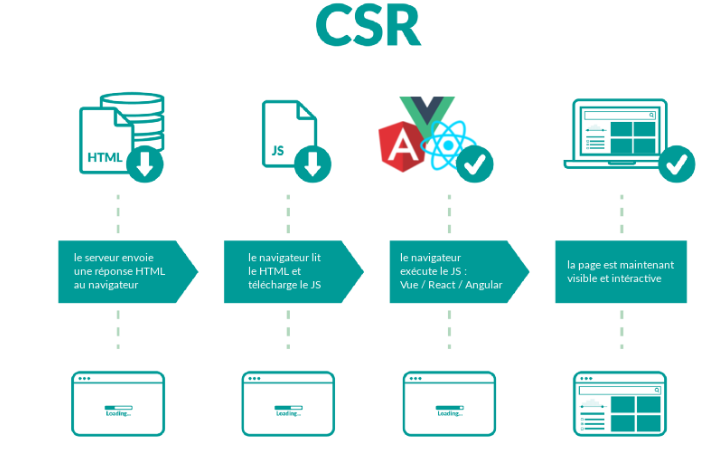 CSR
HTML
JS
A
le serveur envoie
une réponse HTML
au navigateur
le navigateur lit
le HTML et
télécharge le JS
le navigateur
exécute le JS :
Vue / React / Angular
la page est maintenant
visible et intéractive
Loading...
Loading...
Loading...